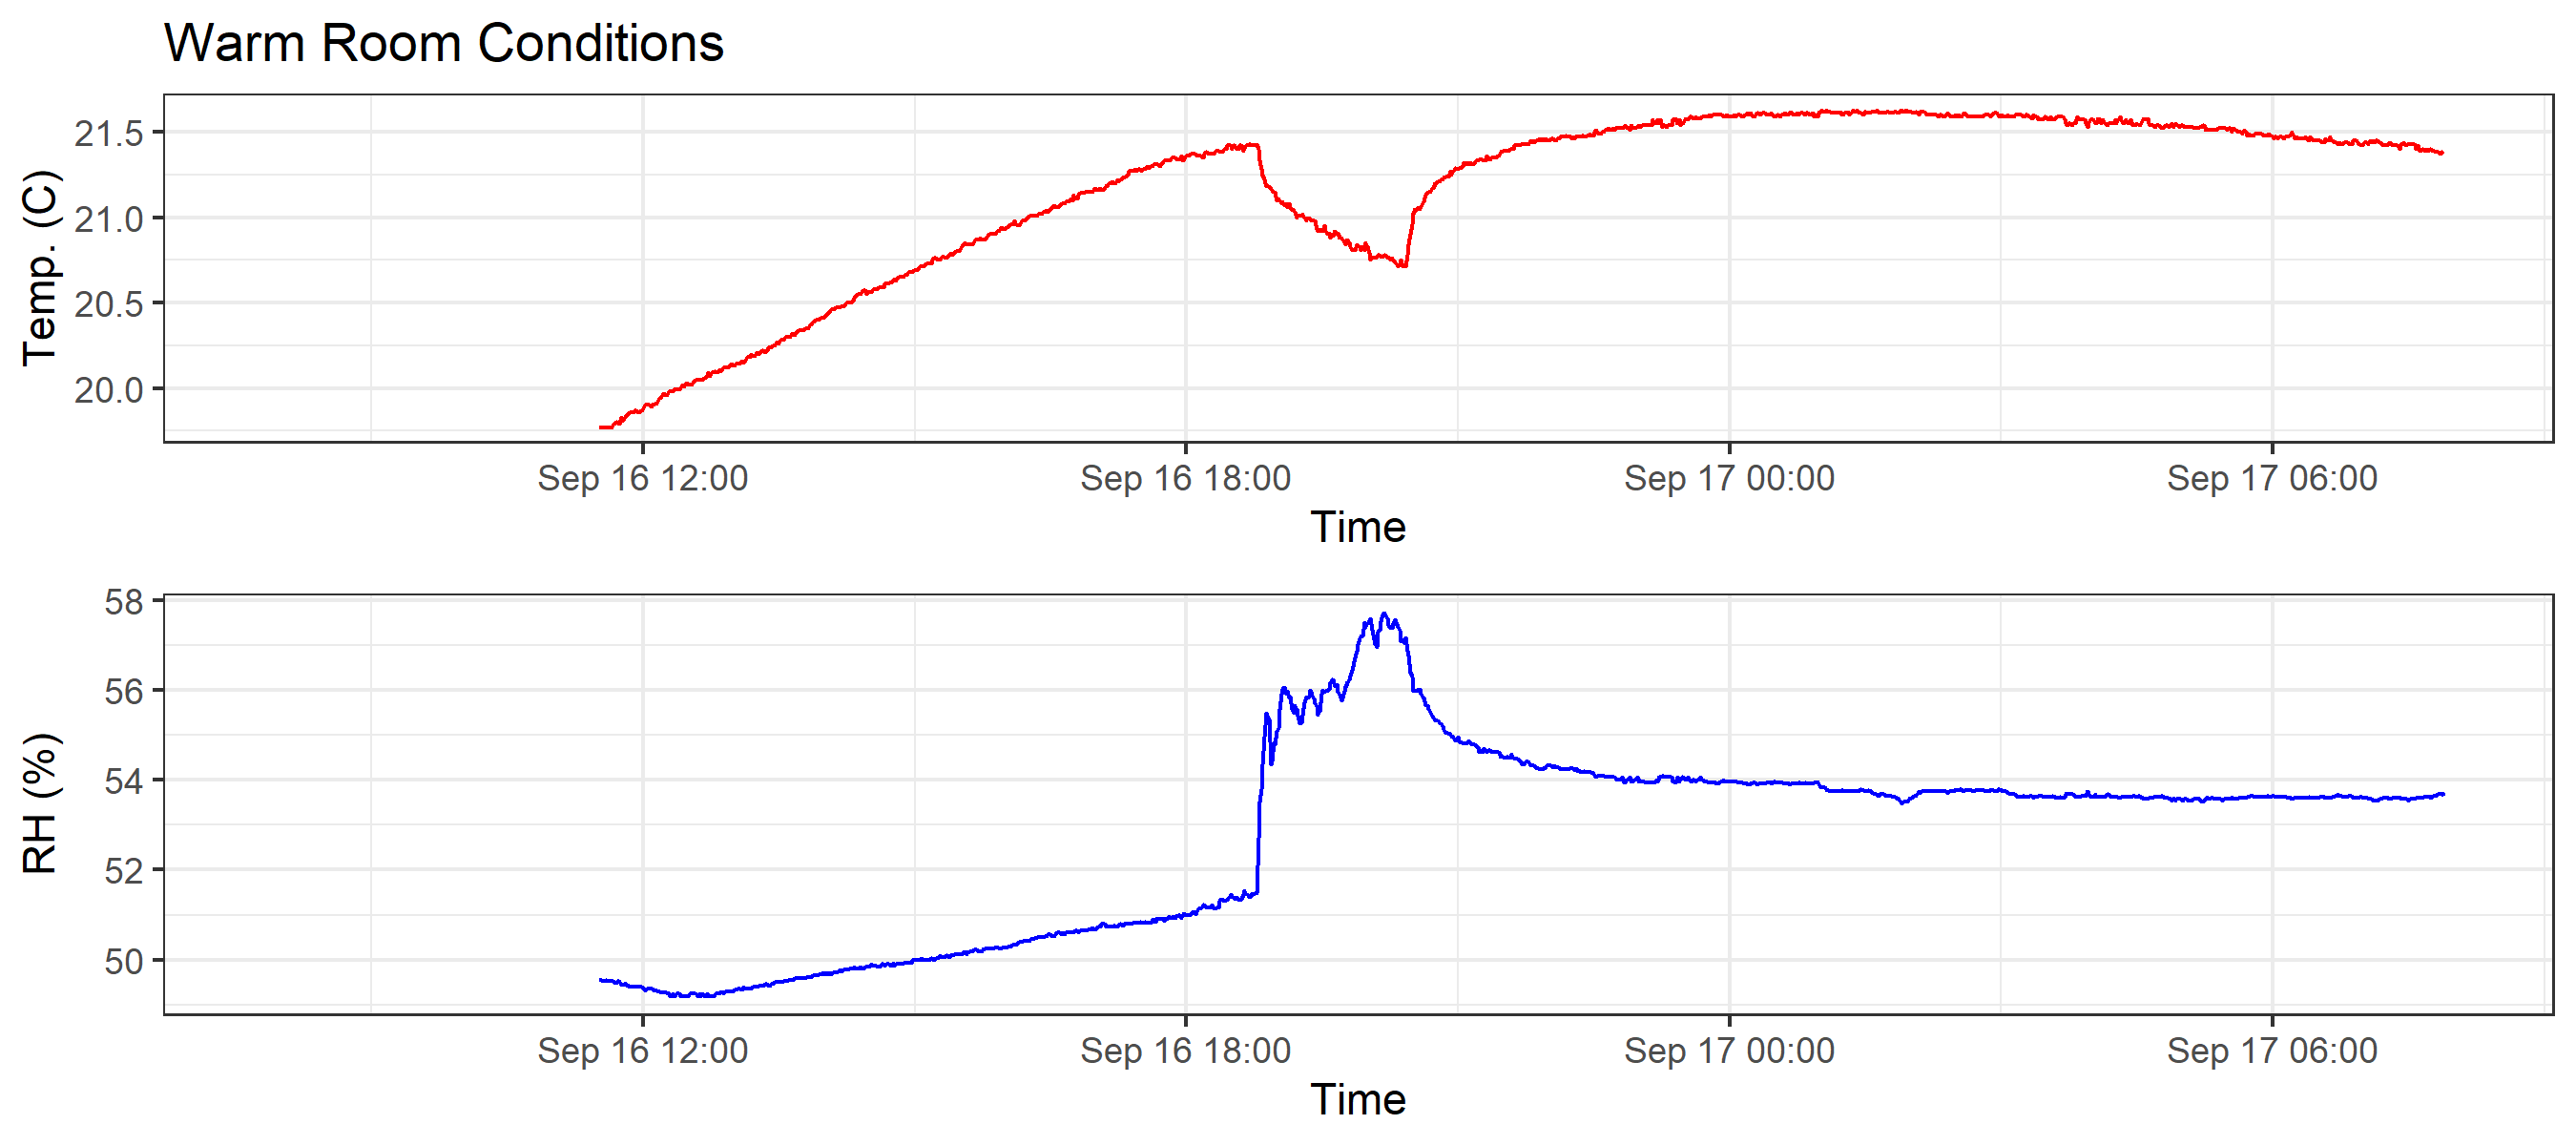 Warm Room Conditions
Temp. (C)
21.5
21.0
20.5
20.0
Sep 16 12:00 Sep 16 18:00 Sep 17 00:00 Sep 17 06:00
Time
RH (%)
58
56
54
52
50
Sep 16 12:00 Sep 16 18:00 Sep 17 00:00 Sep 17 06:00
Time